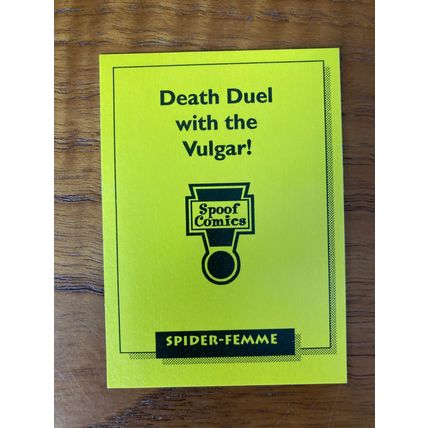 Death Duel
with the
Vulgar!
Spoof
Comics
SPIDER-FEMME